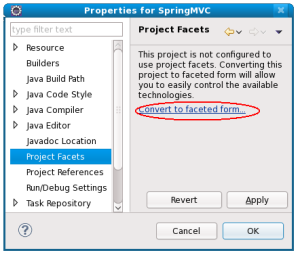 Properties for SpringMVC
type filter text
Resource
Builders
Java Build Path
Java Code Style
Java Compiler
Java Editor
Javadoc Location
Project Facets
Project References
Run/Debug Settings
Task Repository
Project Facets
This project is not configured to
use project facets. Converting this
project to faceted form will allow
you to easily control the available
technologies.
Convert to faceted form...
Revert
Apply
Cancel
OK